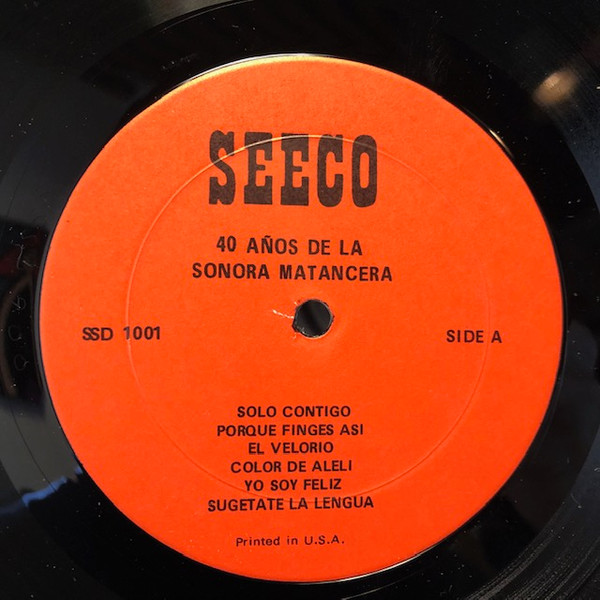 SEECO
40 AÑOS DE LA
SONORA MATANCERA
SSD 1001
SIDE A
SOLO CONTIGO
PORQUE FINGES ASI
EL VELORIO
COLOR DE ALELI
YO SOY FELIZ
SUGETATE LA LENGUA
Printed in U.S.A.